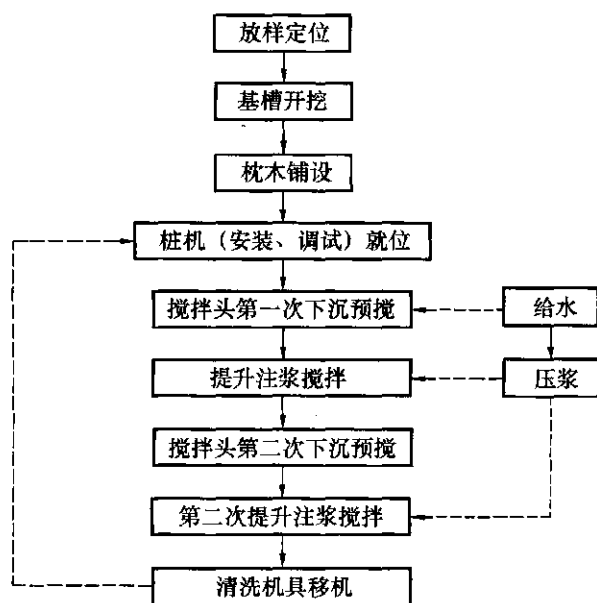 放样定位
基槽开挖
枕木铺设
桩机（安装、调试）就位
搅拌头第一次下沉预搅
给水
提升注浆搅拌
压浆
搅拌头第二次下沉预搅
第二次提升注浆搅拌
清洗机具移机